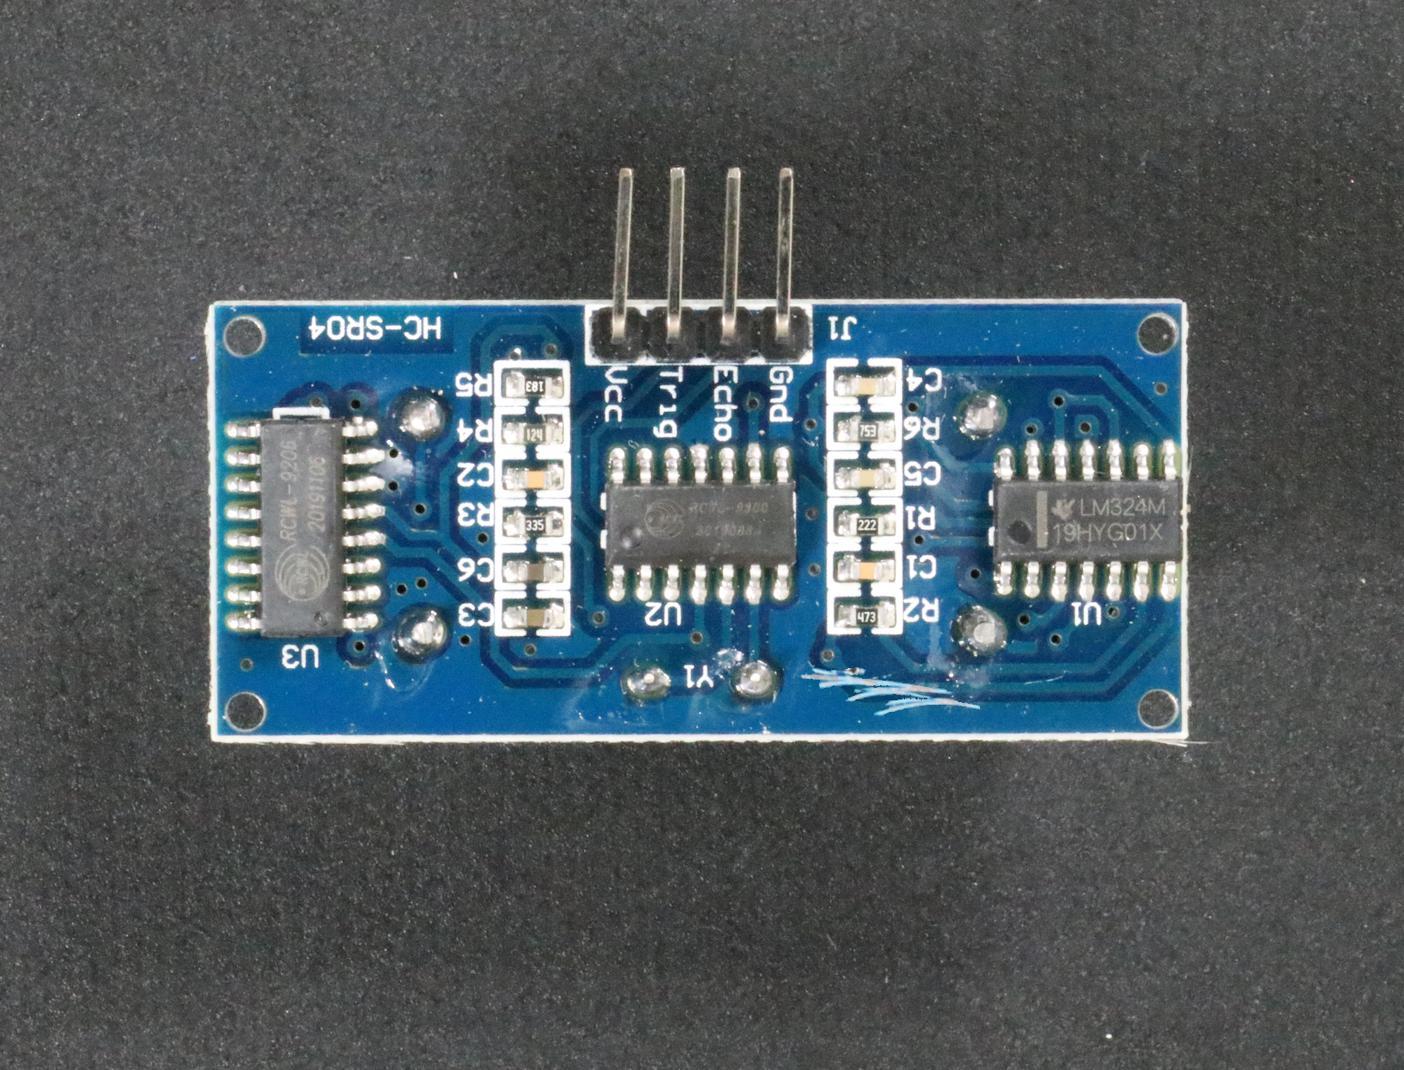 HC-SR04
J1
Vcc
Trig
Echo
Gnd
R5
183
R4
124
C2
R3
335
C6
C3
C4
R6
753
C5
R1
222
C1
R2
473
RCWL-9206
20191106
U3
U2
Y1
LM324M
19HYG01X
U1